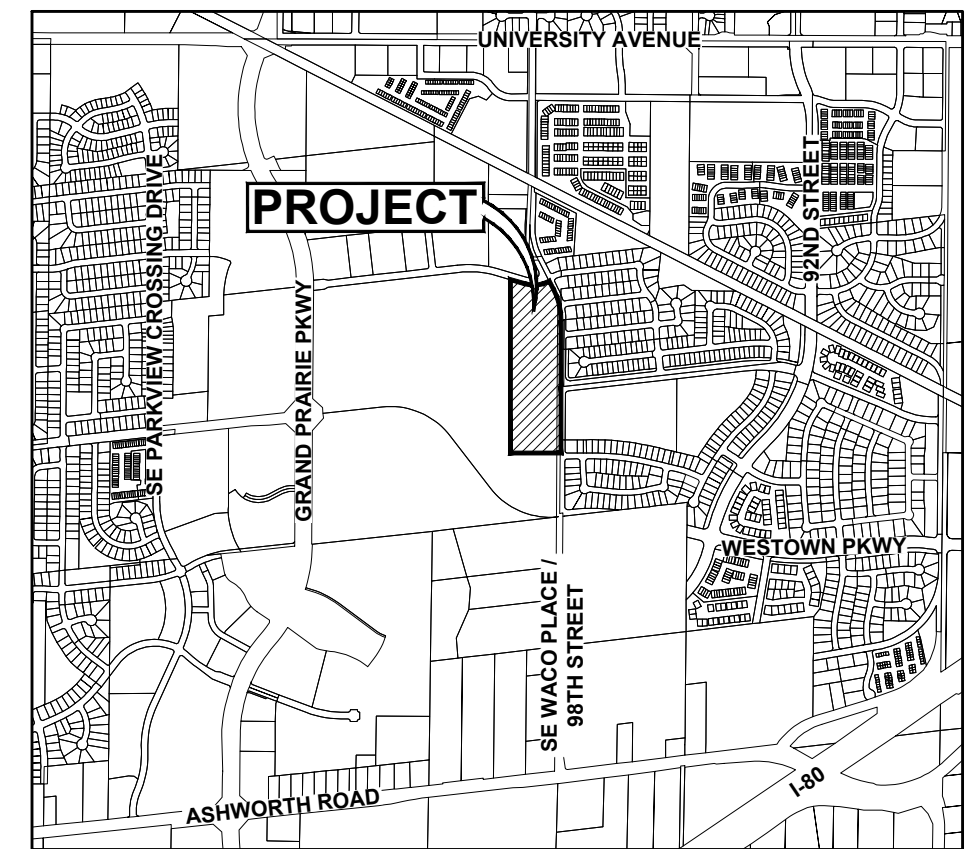 UNIVERSITY AVENUE
SE PARKVIEW CROSSING DRIVE
92ND STREET
PROJECT
GRAND PRAIRIE PKWY
WESTOWN PKWY
SE WACO PLACE /
98TH STREET
I-80
ASHWORTH ROAD